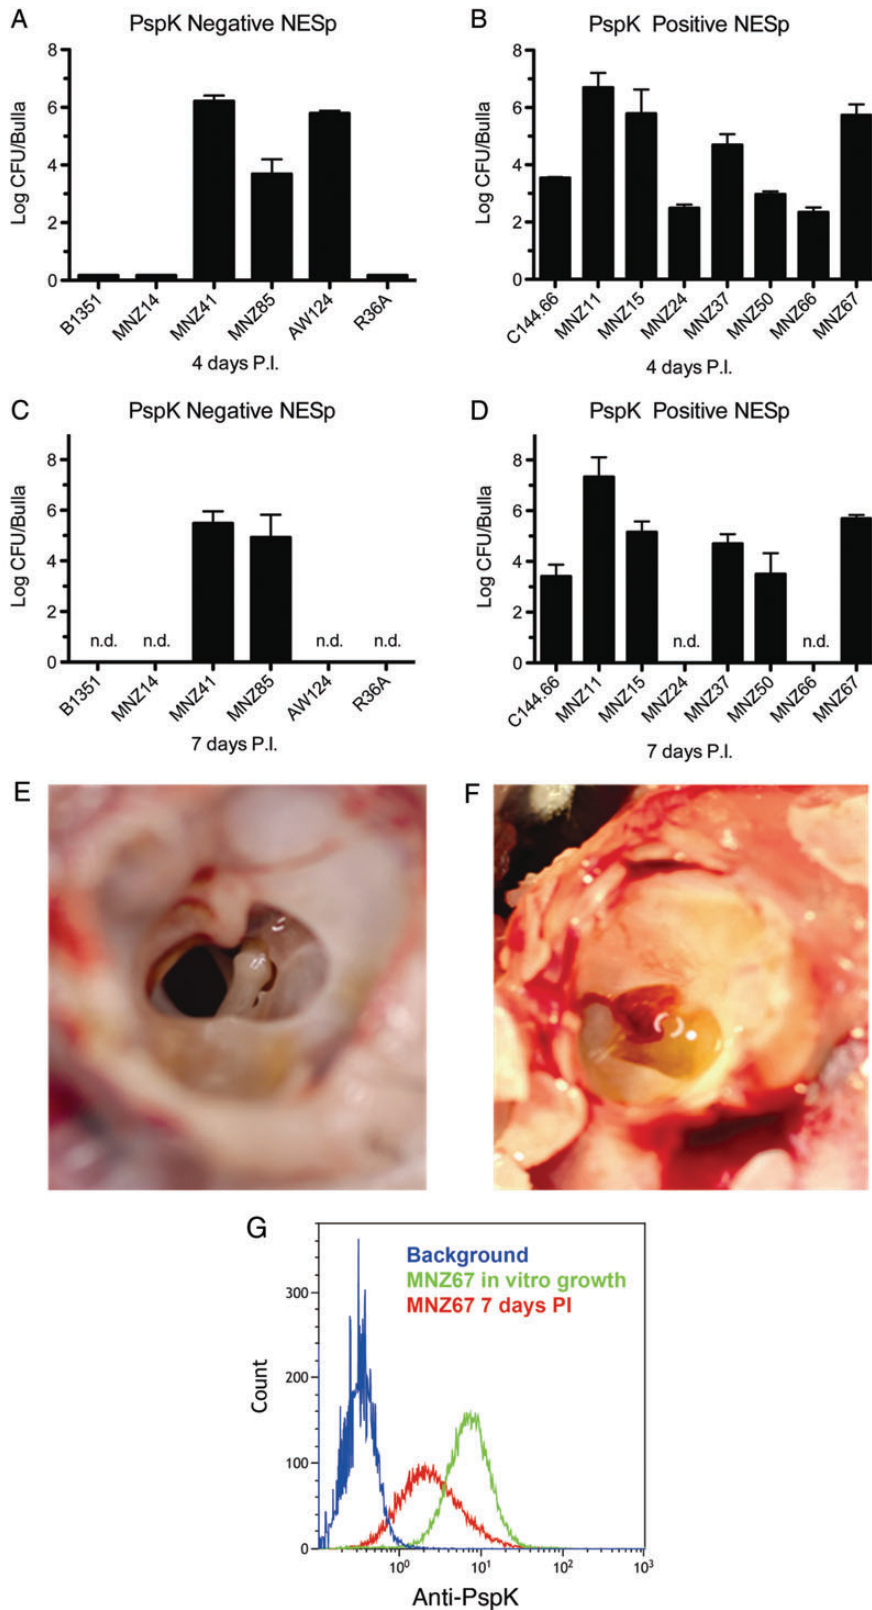 A
PspK Negative NESp
Log CFU/Bulla
8
6
4
2
0
B1351
MNZ14
MNZ41
MNZ85
AW124
R36A
4 days P.I.
B
PspK Positive NESp
Log CFU/Bulla
8
6
4
2
0
C144.66
MNZ11
MNZ15
MNZ24
MNZ37
MNZ50
MNZ66
MNZ67
4 days P.I.
C
PspK Negative NESp
Log CFU/Bulla
8
6
4
2
0
n.d.
n.d.
n.d.
n.d.
B1351
MNZ14
MNZ41
MNZ85
AW124
R36A
7 days P.I.
D
PspK Positive NESp
Log CFU/Bulla
8
6
4
2
0
n.d.
n.d.
C144.66
MNZ11
MNZ15
MNZ24
MNZ37
MNZ50
MNZ66
MNZ67
7 days P.I.
E
F
G
Background
MNZ67 in vitro growth
MNZ67 7 days PI
Count
300
200
100
0
10⁰
10¹
10²
10³
Anti-PspK